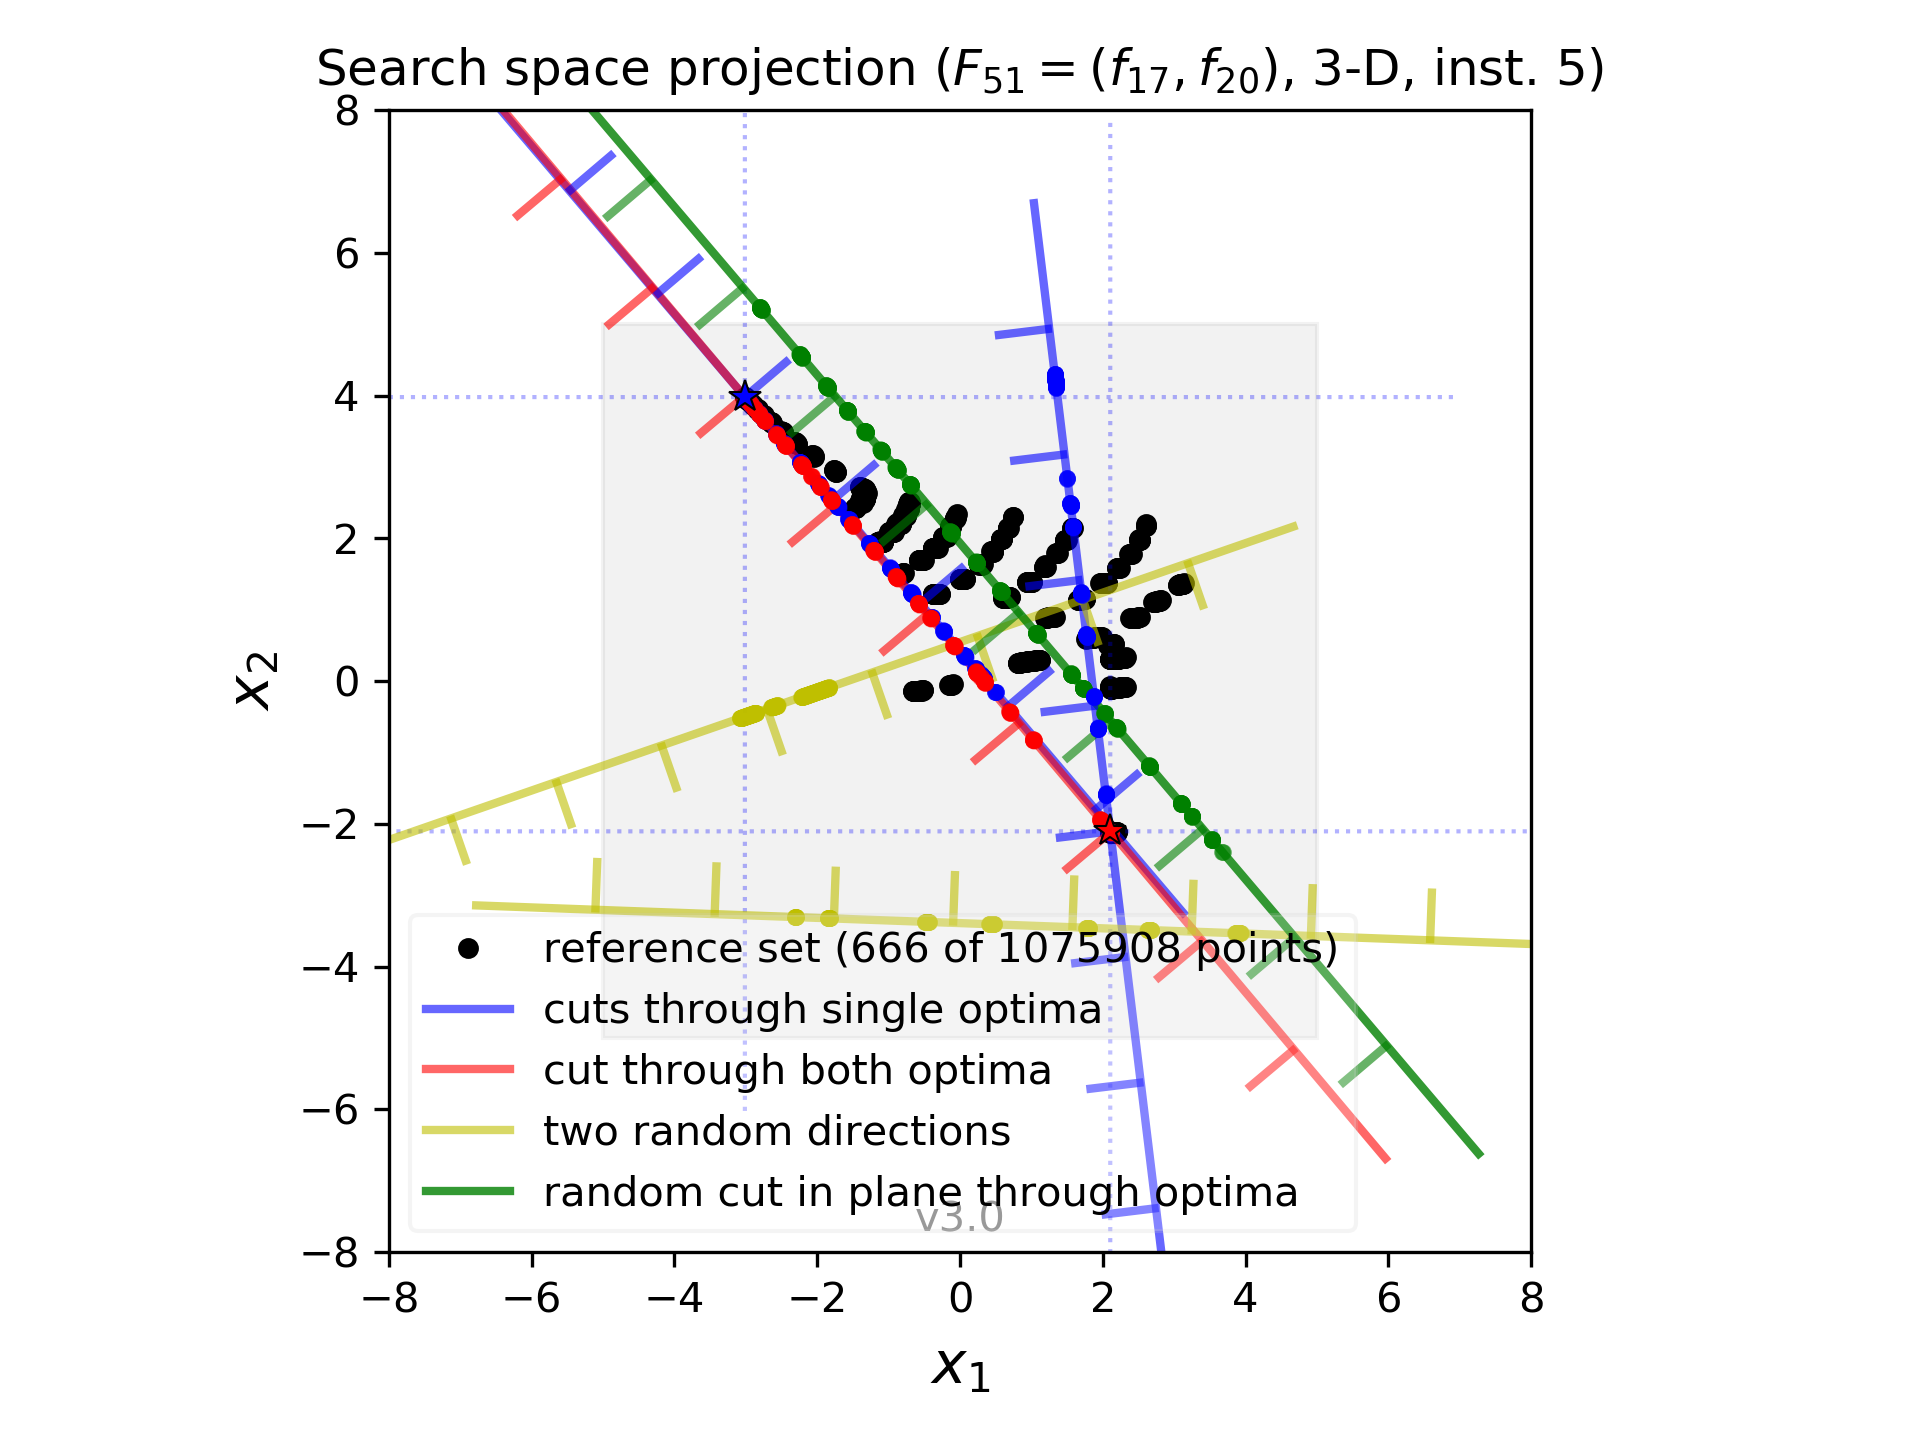 Search space projection (F51 = (f17, f20), 3-D, inst. 5)
8
6
4
2
0
−2
−4
−6
−8
x2
reference set (666 of 1075908 points)
cuts through single optima
cut through both optima
two random directions
random cut in plane through optima
v3.0
−8 −6 −4 −2 0 2 4 6 8
x1